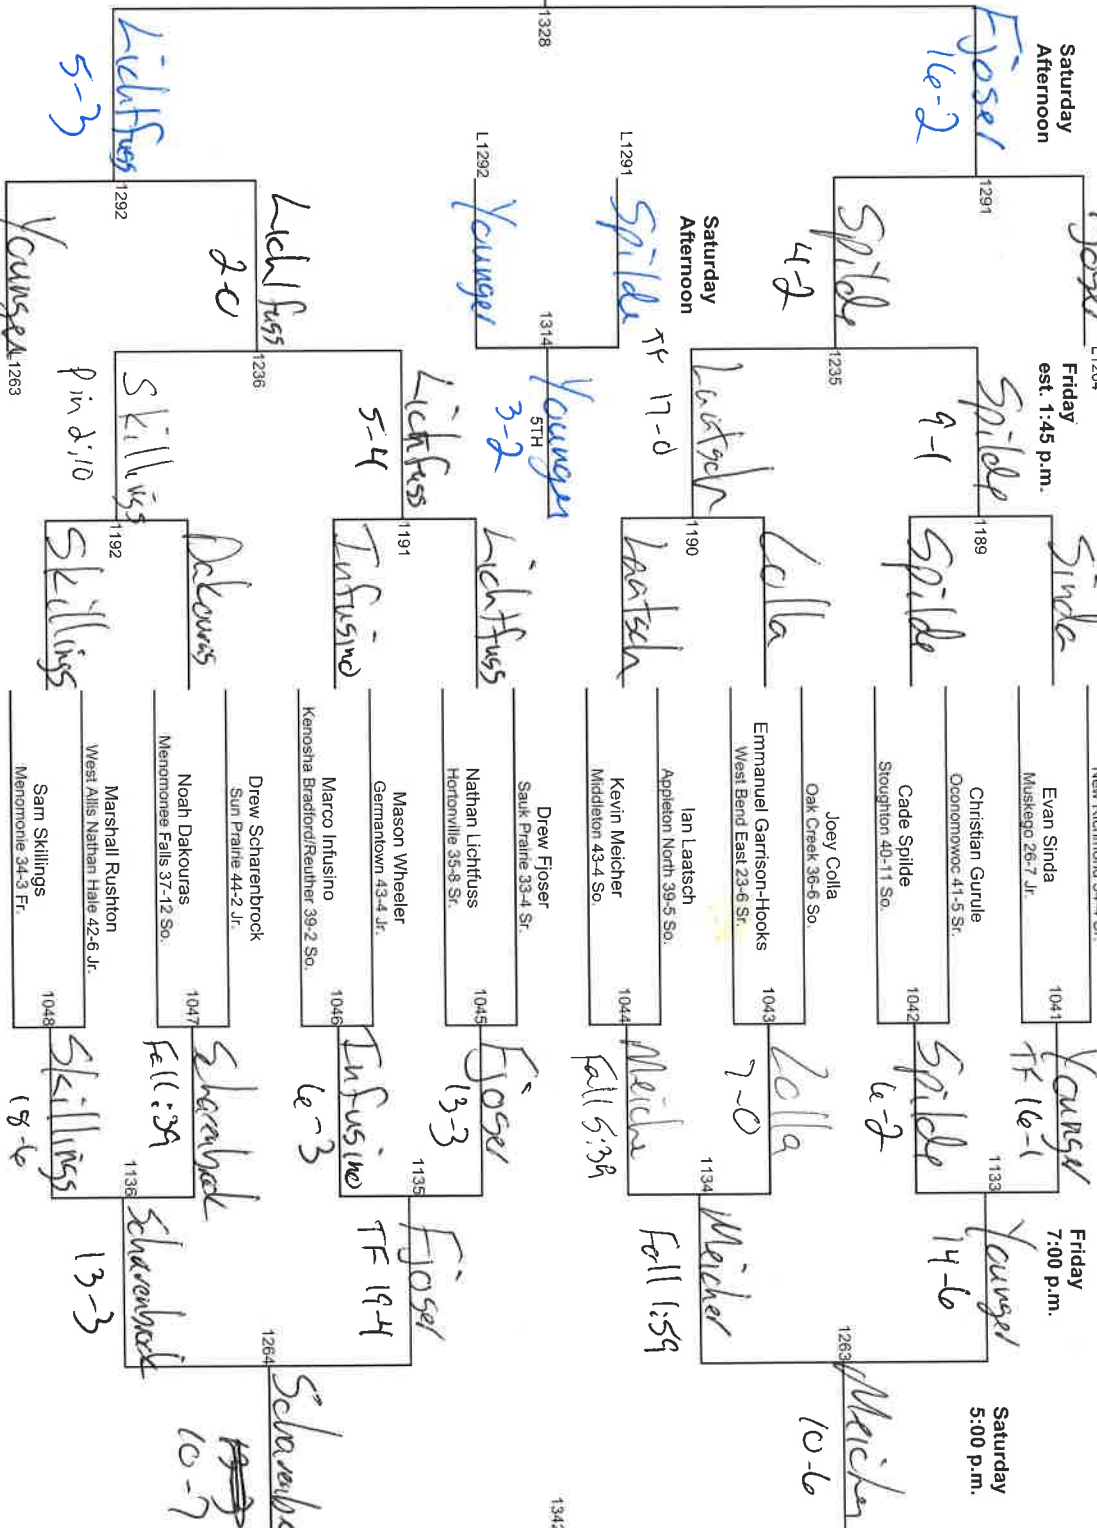 Saturday
Afternoon
Friday
est. 1:45 p.m.
Friday
7:00 p.m.
Saturday
5:00 p.m.
Fjoser
16-2
1291
L1264
Spilde
4-2
1235
Spilde
9-1
1189
Sinda
Spilde
Laatsch
TF 17-0
1190
Colla
Laatsch
1328
Saturday
Afternoon
L1291
Spilde
L1292
Younger
1314
Younger
5TH
3-2
Lichtfuss
5-3
1292
Younger
L1263
Lichtfuss
2-0
1236
Lichtfuss
5-4
1191
Lichtfuss
Infusino
Skillings
Pin 2:10
1192
Dakouras
Skillings
Evan Sinda
Muskego 26-7 Jr.
Christian Gurule
Oconomowoc 41-5 Sr.
Cade Spilde
Stoughton 40-11 So.
Joey Colla
Oak Creek 36-6 So.
Emmanuel Garrison-Hooks
West Bend East 23-6 Sr.
Ian Laatsch
Appleton North 39-5 So.
Kevin Meicher
Middleton 43-4 So.
Drew Fjoser
Sauk Prairie 33-4 Sr.
Nathan Lichtfuss
Hortonville 35-8 Sr.
Mason Wheeler
Germantown 43-4 Jr.
Marco Infusino
Kenosha Bradford/Reuther 39-2 So.
Drew Scharenbrock
Sun Prairie 44-2 Jr.
Noah Dakouras
Menomonee Falls 37-12 So.
Marshall Rushton
West Allis Nathan Hale 42-6 Jr.
Sam Skillings
Menomonie 34-3 Fr.
1041
Younger
TF 16-1
1042
Spilde
6-2
1043
Colla
7-0
1044
Meiche
Fall 5:39
1045
Fjoser
13-3
1046
Infusino
6-3
1047
Fall :39
1048
Skillings
18-6
1133
Younger
14-6
1134
Meicher
Fall 1:59
1135
Fjoser
TF 19-4
1136
Scharenbrock
13-3
1263
Meicher
10-6
1264
10-7
1342